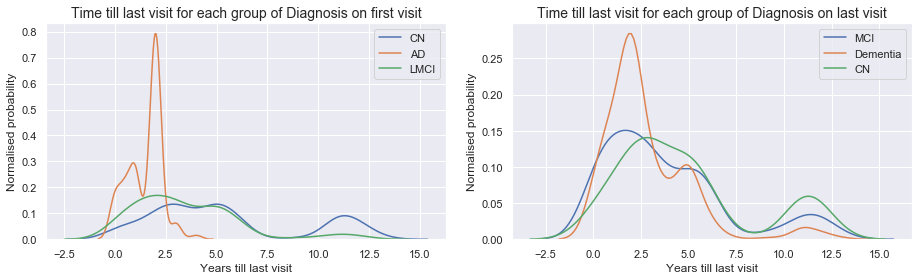 Time till last visit for each group of Diagnosis on first visit
Normalised probability
0.8
0.7
0.6
0.5
0.4
0.3
0.2
0.1
0.0
CN
AD
LMCI
−2.5 0.0 2.5 5.0 7.5 10.0 12.5 15.0
Years till last visit
Time till last visit for each group of Diagnosis on last visit
Normalised probability
0.25
0.20
0.15
0.10
0.05
0.00
MCI
Dementia
CN
−2.5 0.0 2.5 5.0 7.5 10.0 12.5 15.0
Years till last visit